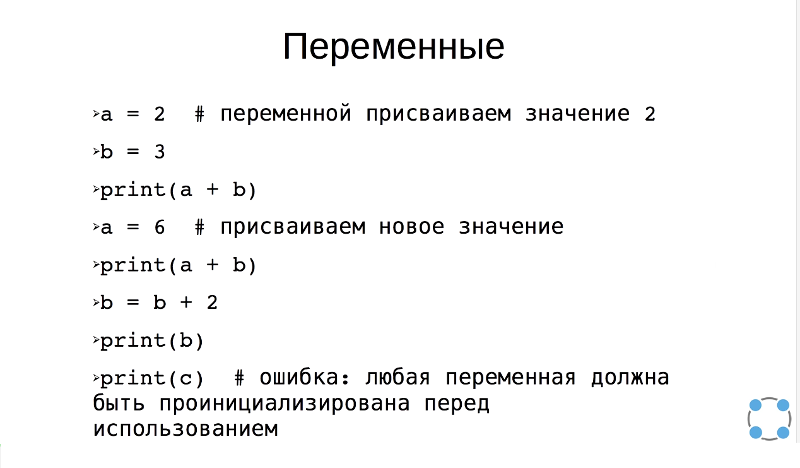 Переменные
➢a = 2  # переменной присваиваем значение 2
➢b = 3
➢print(a + b)
➢a = 6  # присваиваем новое значение
➢print(a + b)
➢b = b + 2
➢print(b)
➢print(c)  # ошибка: любая переменная должна
быть проинициализирована перед
использованием